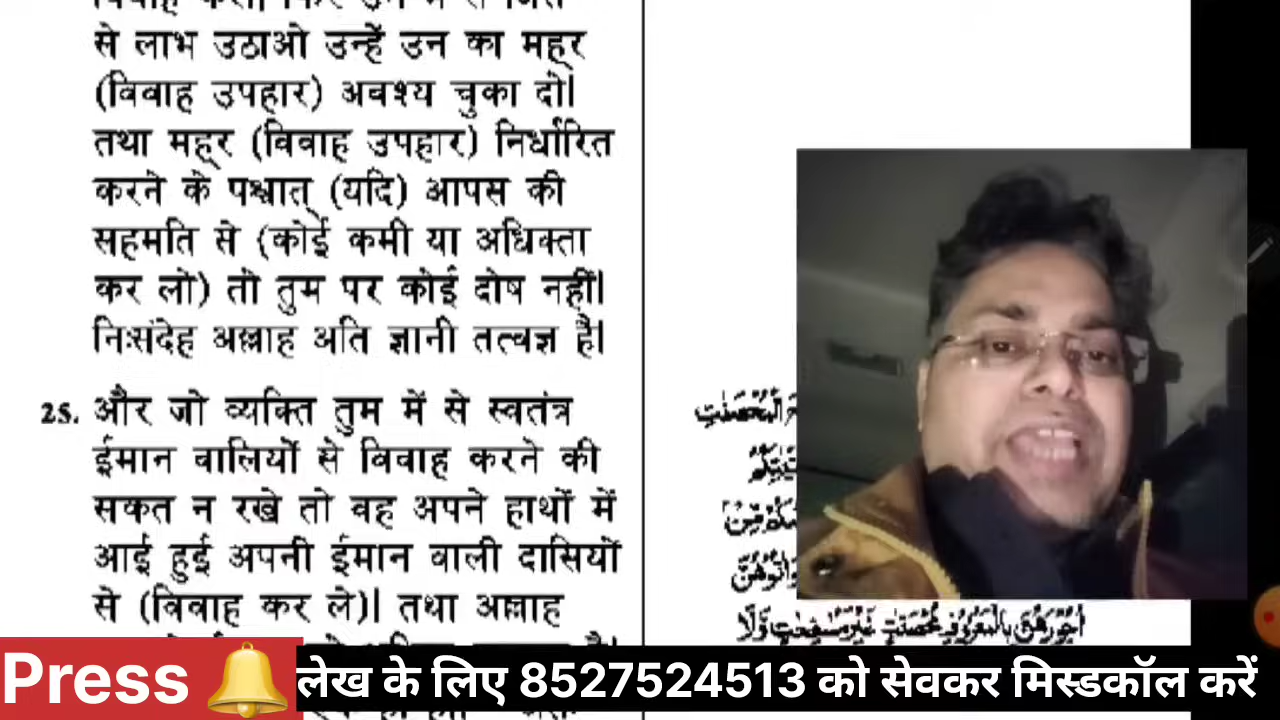 से लाभ उठाओ उन्हें उन का महर
(विवाह उपहार) अवश्य चुका दो।
तथा महर (विवाह उपहार) निर्धारित
करने के पश्चात् (यदि) आपस की
सहमति से (कोई कमी या अधिक्ता
कर लो) तो तुम पर कोई दोष नहीं।
निःसंदेह अल्लाह अति ज्ञानी तत्वज्ञ है।
25. और जो व्यक्ति तुम में से स्वतंत्र
ईमान वालियों से विवाह करने की
सकत न रखे तो वह अपने हाथों में
आई हुई अपनी ईमान वाली दासियों
से (विवाह कर ले)। तथा अल्लाह
اُجُوْرَهُنَّ بِالْمَعْرُوْفِ مُحْصَنٰتٍ غَيْرَ مُسٰفِحٰتٍ وَّلَا
Press लेख के लिए 8527524513 को सेवकर मिस्डकॉल करें